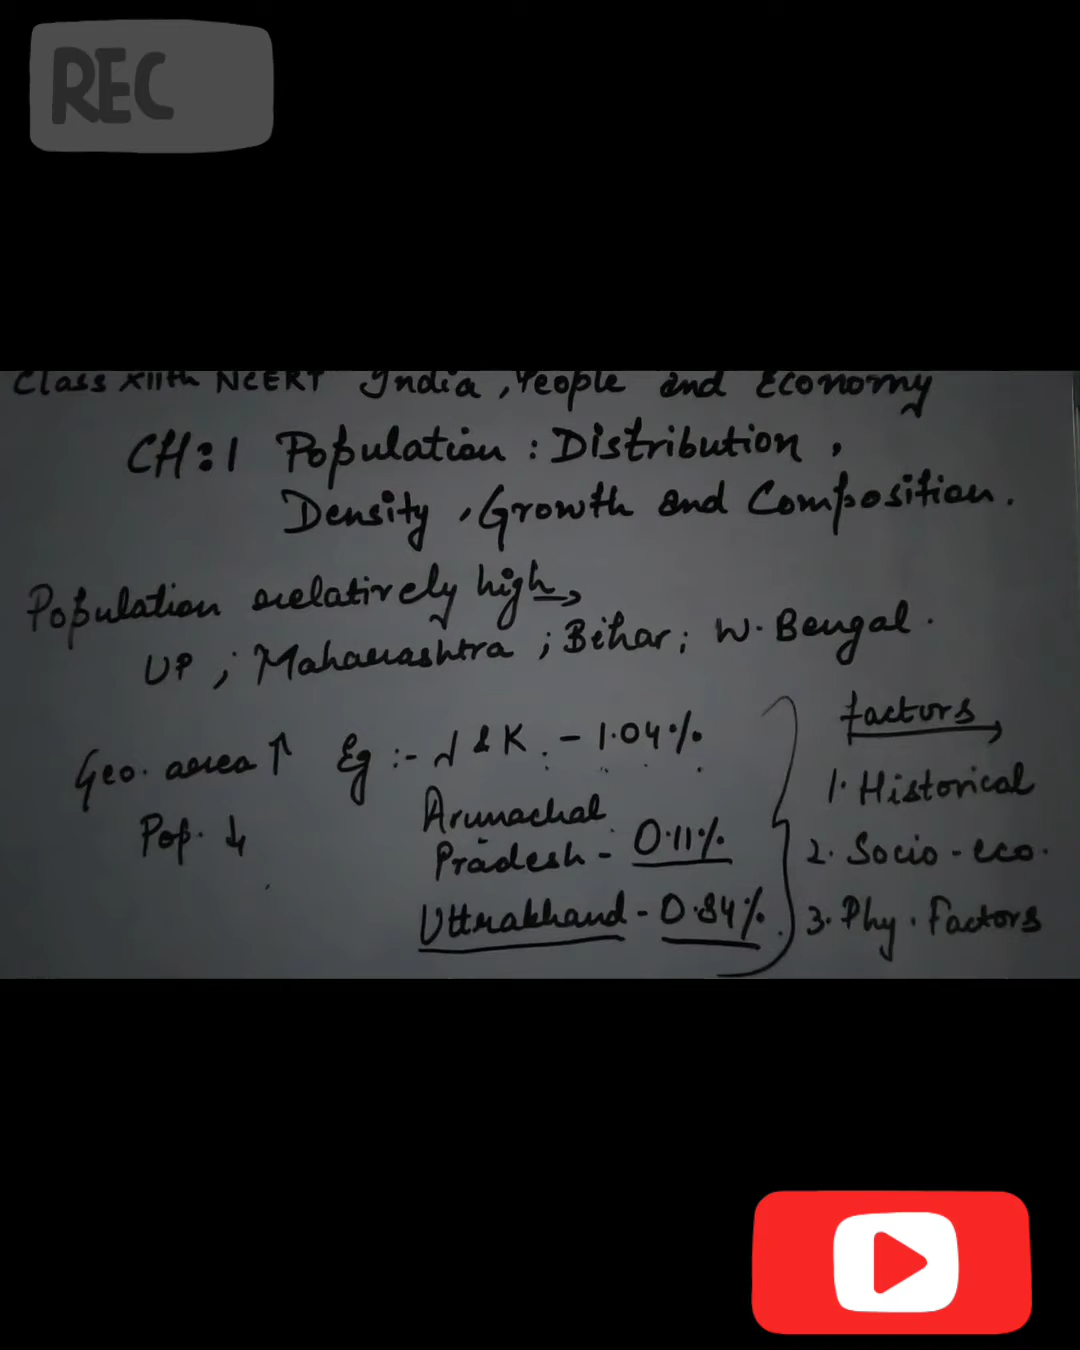 REC
Class XIIth NCERT India, People and Economy
CH:1 Population : Distribution,
Density, Growth and Composition.
Population relatively high→
UP ; Maharashtra ; Bihar ; W. Bengal.
Geo. area ↑ Eg :- J & K. - 1.04%
Pop. ↓ Arunachal
Pradesh - 0.11%
Uttrakhand - 0.84%.
factors
1. Historical
2. Socio-eco.
3. Phy. Factors